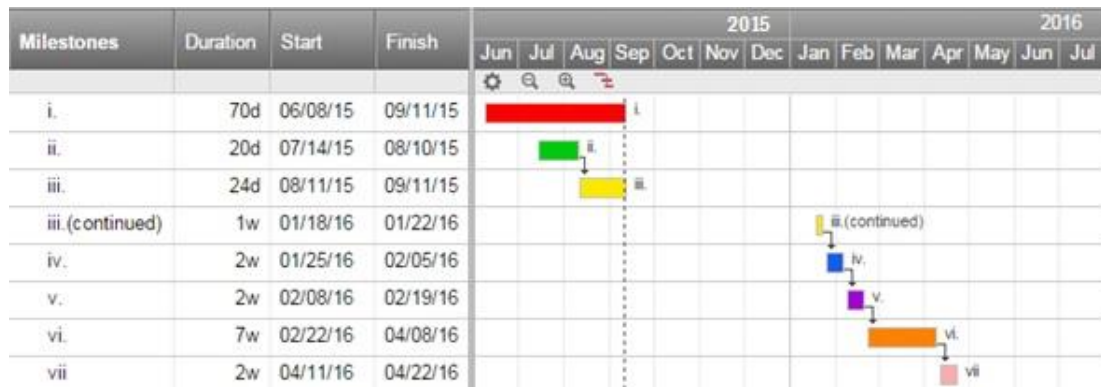 Milestones Duration Start Finish 2015 2016
Jun Jul Aug Sep Oct Nov Dec Jan Feb Mar Apr May Jun Jul
i. 70d 06/08/15 09/11/15 i.
ii. 20d 07/14/15 08/10/15 ii.
iii. 24d 08/11/15 09/11/15 iii.
iii.(continued) 1w 01/18/16 01/22/16 iii.(continued)
iv. 2w 01/25/16 02/05/16 iv.
v. 2w 02/08/16 02/19/16 v.
vi. 7w 02/22/16 04/08/16 vi.
vii 2w 04/11/16 04/22/16 vii